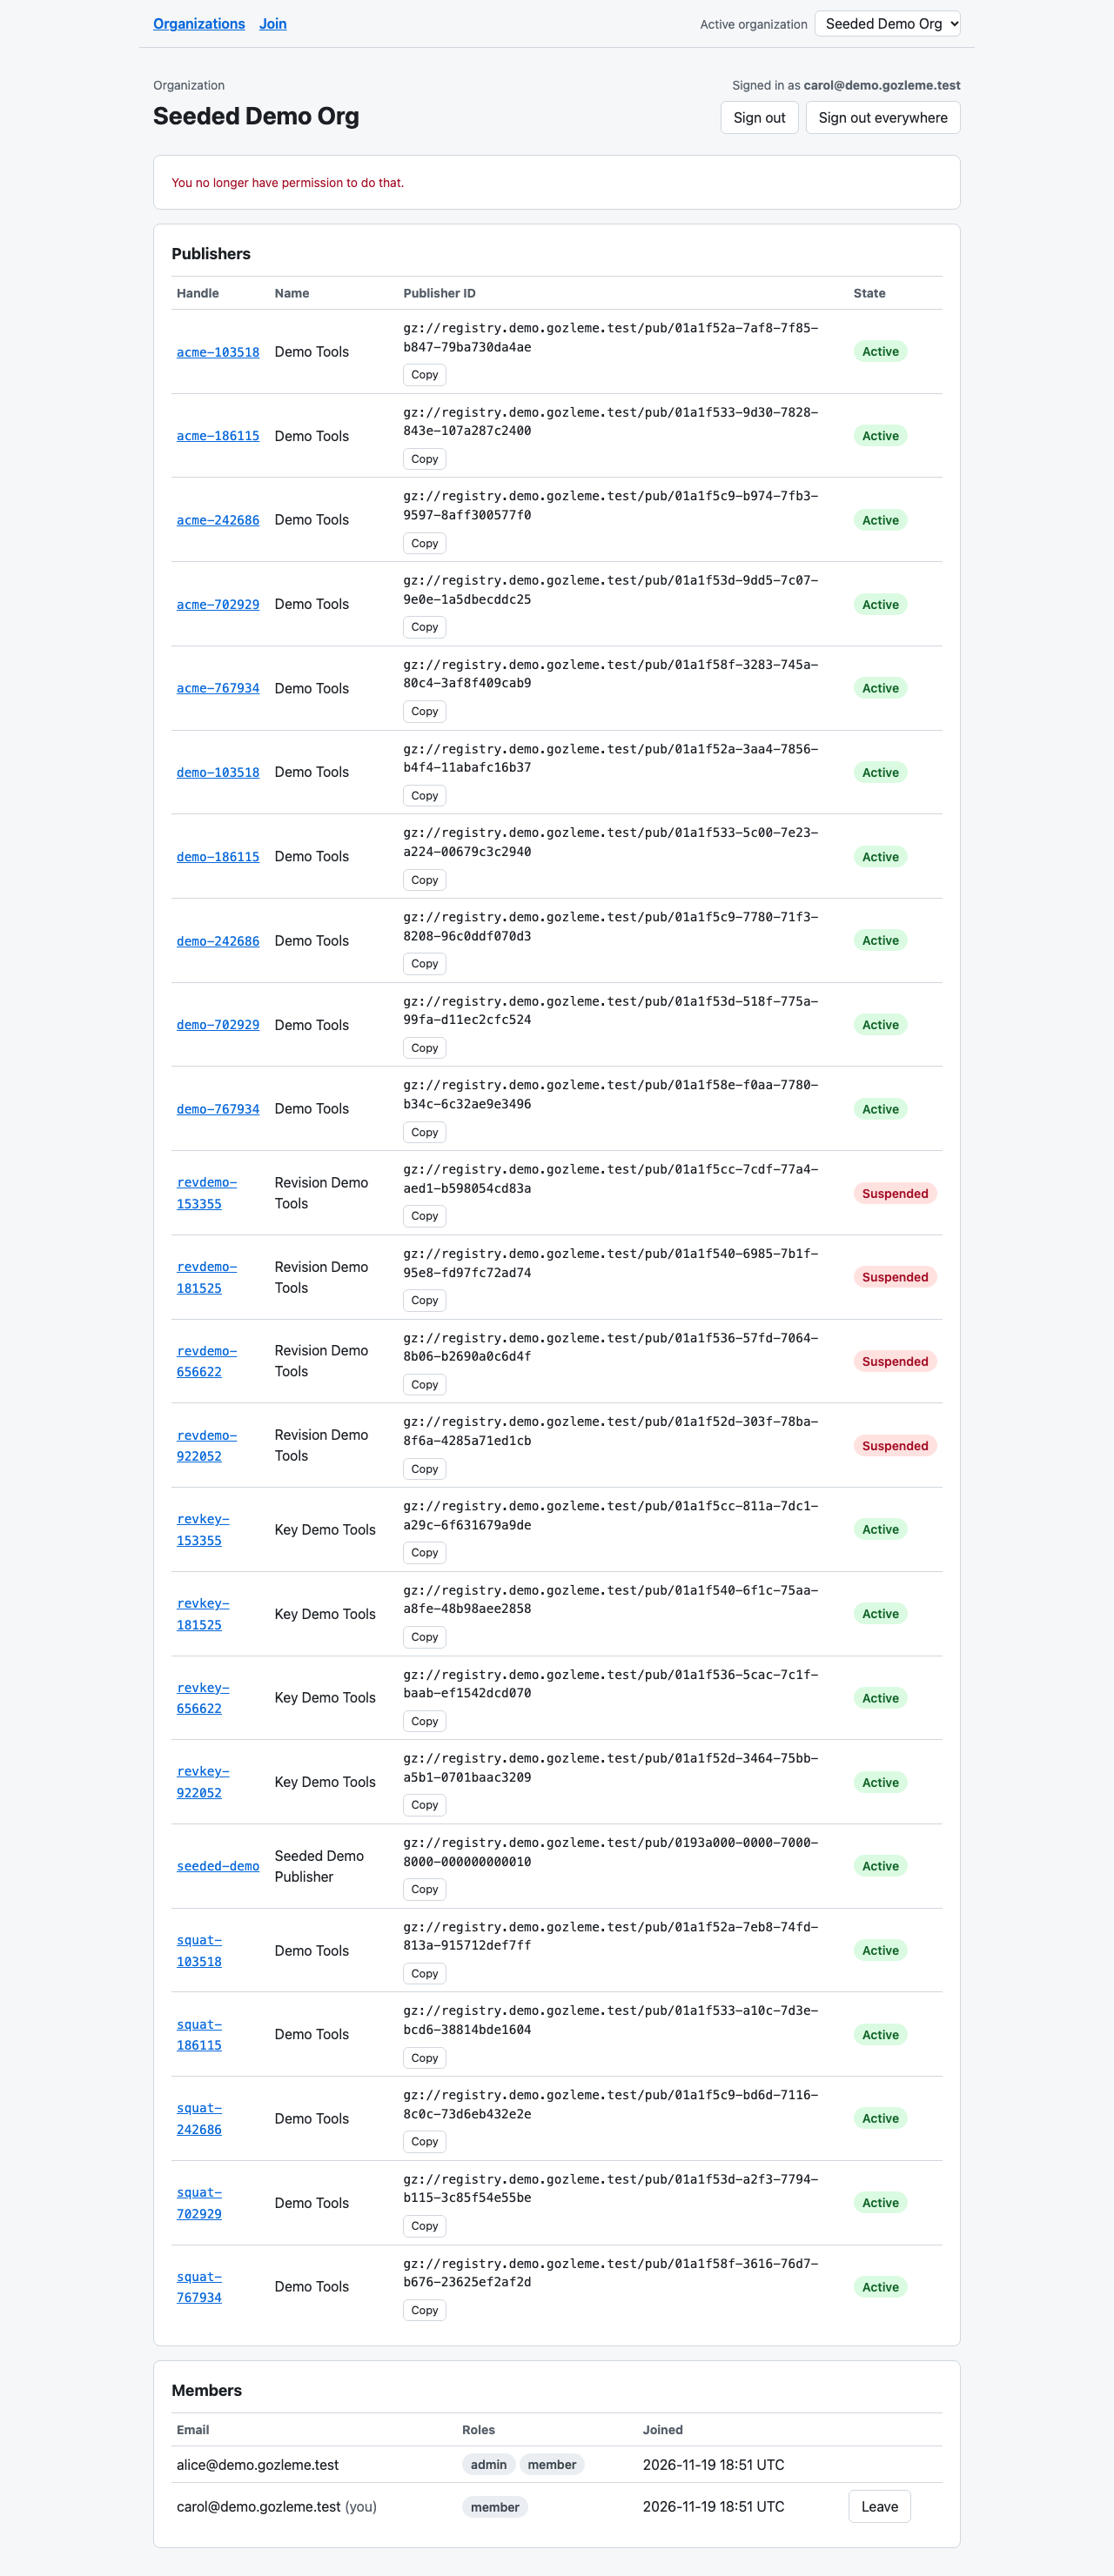 Organizations Join Active organization Seeded Demo Org
Organization Signed in as carol@demo.gozleme.test
Seeded Demo Org Sign out Sign out everywhere
You no longer have permission to do that.
Publishers
Handle Name Publisher ID State
acme-103518 Demo Tools gz://registry.demo.gozleme.test/pub/01a1f52a-7af8-7f85-
b847-79ba730da4ae Active
Copy
acme-186115 Demo Tools gz://registry.demo.gozleme.test/pub/01a1f533-9d30-7828-
843e-107a287c2400 Active
Copy
acme-242686 Demo Tools gz://registry.demo.gozleme.test/pub/01a1f5c9-b974-7fb3-
9597-8aff300577f0 Active
Copy
acme-702929 Demo Tools gz://registry.demo.gozleme.test/pub/01a1f53d-9dd5-7c07-
9e0e-1a5dbecddc25 Active
Copy
acme-767934 Demo Tools gz://registry.demo.gozleme.test/pub/01a1f58f-3283-745a-
80c4-3af8f409cab9 Active
Copy
demo-103518 Demo Tools gz://registry.demo.gozleme.test/pub/01a1f52a-3aa4-7856-
b4f4-11abafc16b37 Active
Copy
demo-186115 Demo Tools gz://registry.demo.gozleme.test/pub/01a1f533-5c00-7e23-
a224-00679c3c2940 Active
Copy
demo-242686 Demo Tools gz://registry.demo.gozleme.test/pub/01a1f5c9-7780-71f3-
8208-96c0ddf070d3 Active
Copy
demo-702929 Demo Tools gz://registry.demo.gozleme.test/pub/01a1f53d-518f-775a-
99fa-d11ec2cfc524 Active
Copy
demo-767934 Demo Tools gz://registry.demo.gozleme.test/pub/01a1f58e-f0aa-7780-
b34c-6c32ae9e3496 Active
Copy
revdemo- Revision Demo gz://registry.demo.gozleme.test/pub/01a1f5cc-7cdf-77a4-
153355 Tools aed1-b598054cd83a Suspended
Copy
revdemo- Revision Demo gz://registry.demo.gozleme.test/pub/01a1f540-6985-7b1f-
181525 Tools 95e8-fd97fc72ad74 Suspended
Copy
revdemo- Revision Demo gz://registry.demo.gozleme.test/pub/01a1f536-57fd-7064-
656622 Tools 8b06-b2690a0c6d4f Suspended
Copy
revdemo- Revision Demo gz://registry.demo.gozleme.test/pub/01a1f52d-303f-78ba-
922052 Tools 8f6a-4285a71ed1cb Suspended
Copy
revkey- Key Demo Tools gz://registry.demo.gozleme.test/pub/01a1f5cc-811a-7dc1-
153355 a29c-6f631679a9de Active
Copy
revkey- Key Demo Tools gz://registry.demo.gozleme.test/pub/01a1f540-6f1c-75aa-
181525 a8fe-48b98aee2858 Active
Copy
revkey- Key Demo Tools gz://registry.demo.gozleme.test/pub/01a1f536-5cac-7c1f-
656622 baab-ef1542dcd070 Active
Copy
revkey- Key Demo Tools gz://registry.demo.gozleme.test/pub/01a1f52d-3464-75bb-
922052 a5b1-0701baac3209 Active
Copy
seeded-demo Seeded Demo gz://registry.demo.gozleme.test/pub/0193a000-0000-7000-
Publisher 8000-000000000010 Active
Copy
squat- Demo Tools gz://registry.demo.gozleme.test/pub/01a1f52a-7eb8-74fd-
103518 813a-915712def7ff Active
Copy
squat- Demo Tools gz://registry.demo.gozleme.test/pub/01a1f533-a10c-7d3e-
186115 bcd6-38814bde1604 Active
Copy
squat- Demo Tools gz://registry.demo.gozleme.test/pub/01a1f5c9-bd6d-7116-
242686 8c0c-73d6eb432e2e Active
Copy
squat- Demo Tools gz://registry.demo.gozleme.test/pub/01a1f53d-a2f3-7794-
702929 b115-3c85f54e55be Active
Copy
squat- Demo Tools gz://registry.demo.gozleme.test/pub/01a1f58f-3616-76d7-
767934 b676-23625ef2af2d Active
Copy
Members
Email Roles Joined
alice@demo.gozleme.test admin member 2026-11-19 18:51 UTC
carol@demo.gozleme.test (you) member 2026-11-19 18:51 UTC Leave